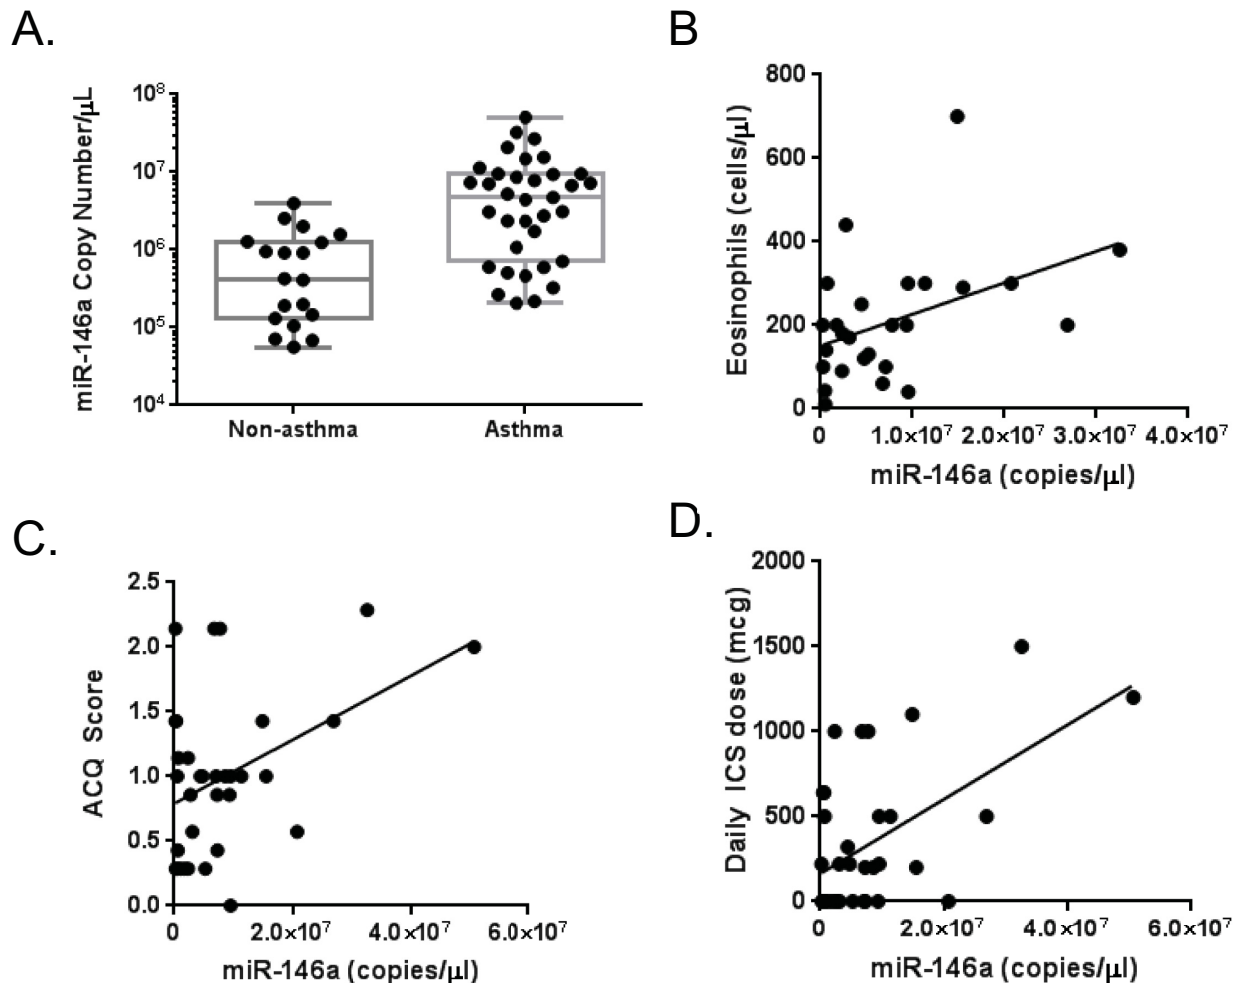 A.
miR-146a Copy Number/μL
10⁸
10⁷
10⁶
10⁵
10⁴
Non-asthma Asthma
B
Eosinophils (cells/μl)
800
600
400
200
0
0 1.0×10⁷ 2.0×10⁷ 3.0×10⁷ 4.0×10⁷
miR-146a (copies/μl)
C.
ACQ Score
2.5
2.0
1.5
1.0
0.5
0.0
0 2.0×10⁷ 4.0×10⁷ 6.0×10⁷
miR-146a (copies/μl)
D.
Daily ICS dose (mcg)
2000
1500
1000
500
0
0 2.0×10⁷ 4.0×10⁷ 6.0×10⁷
miR-146a (copies/μl)